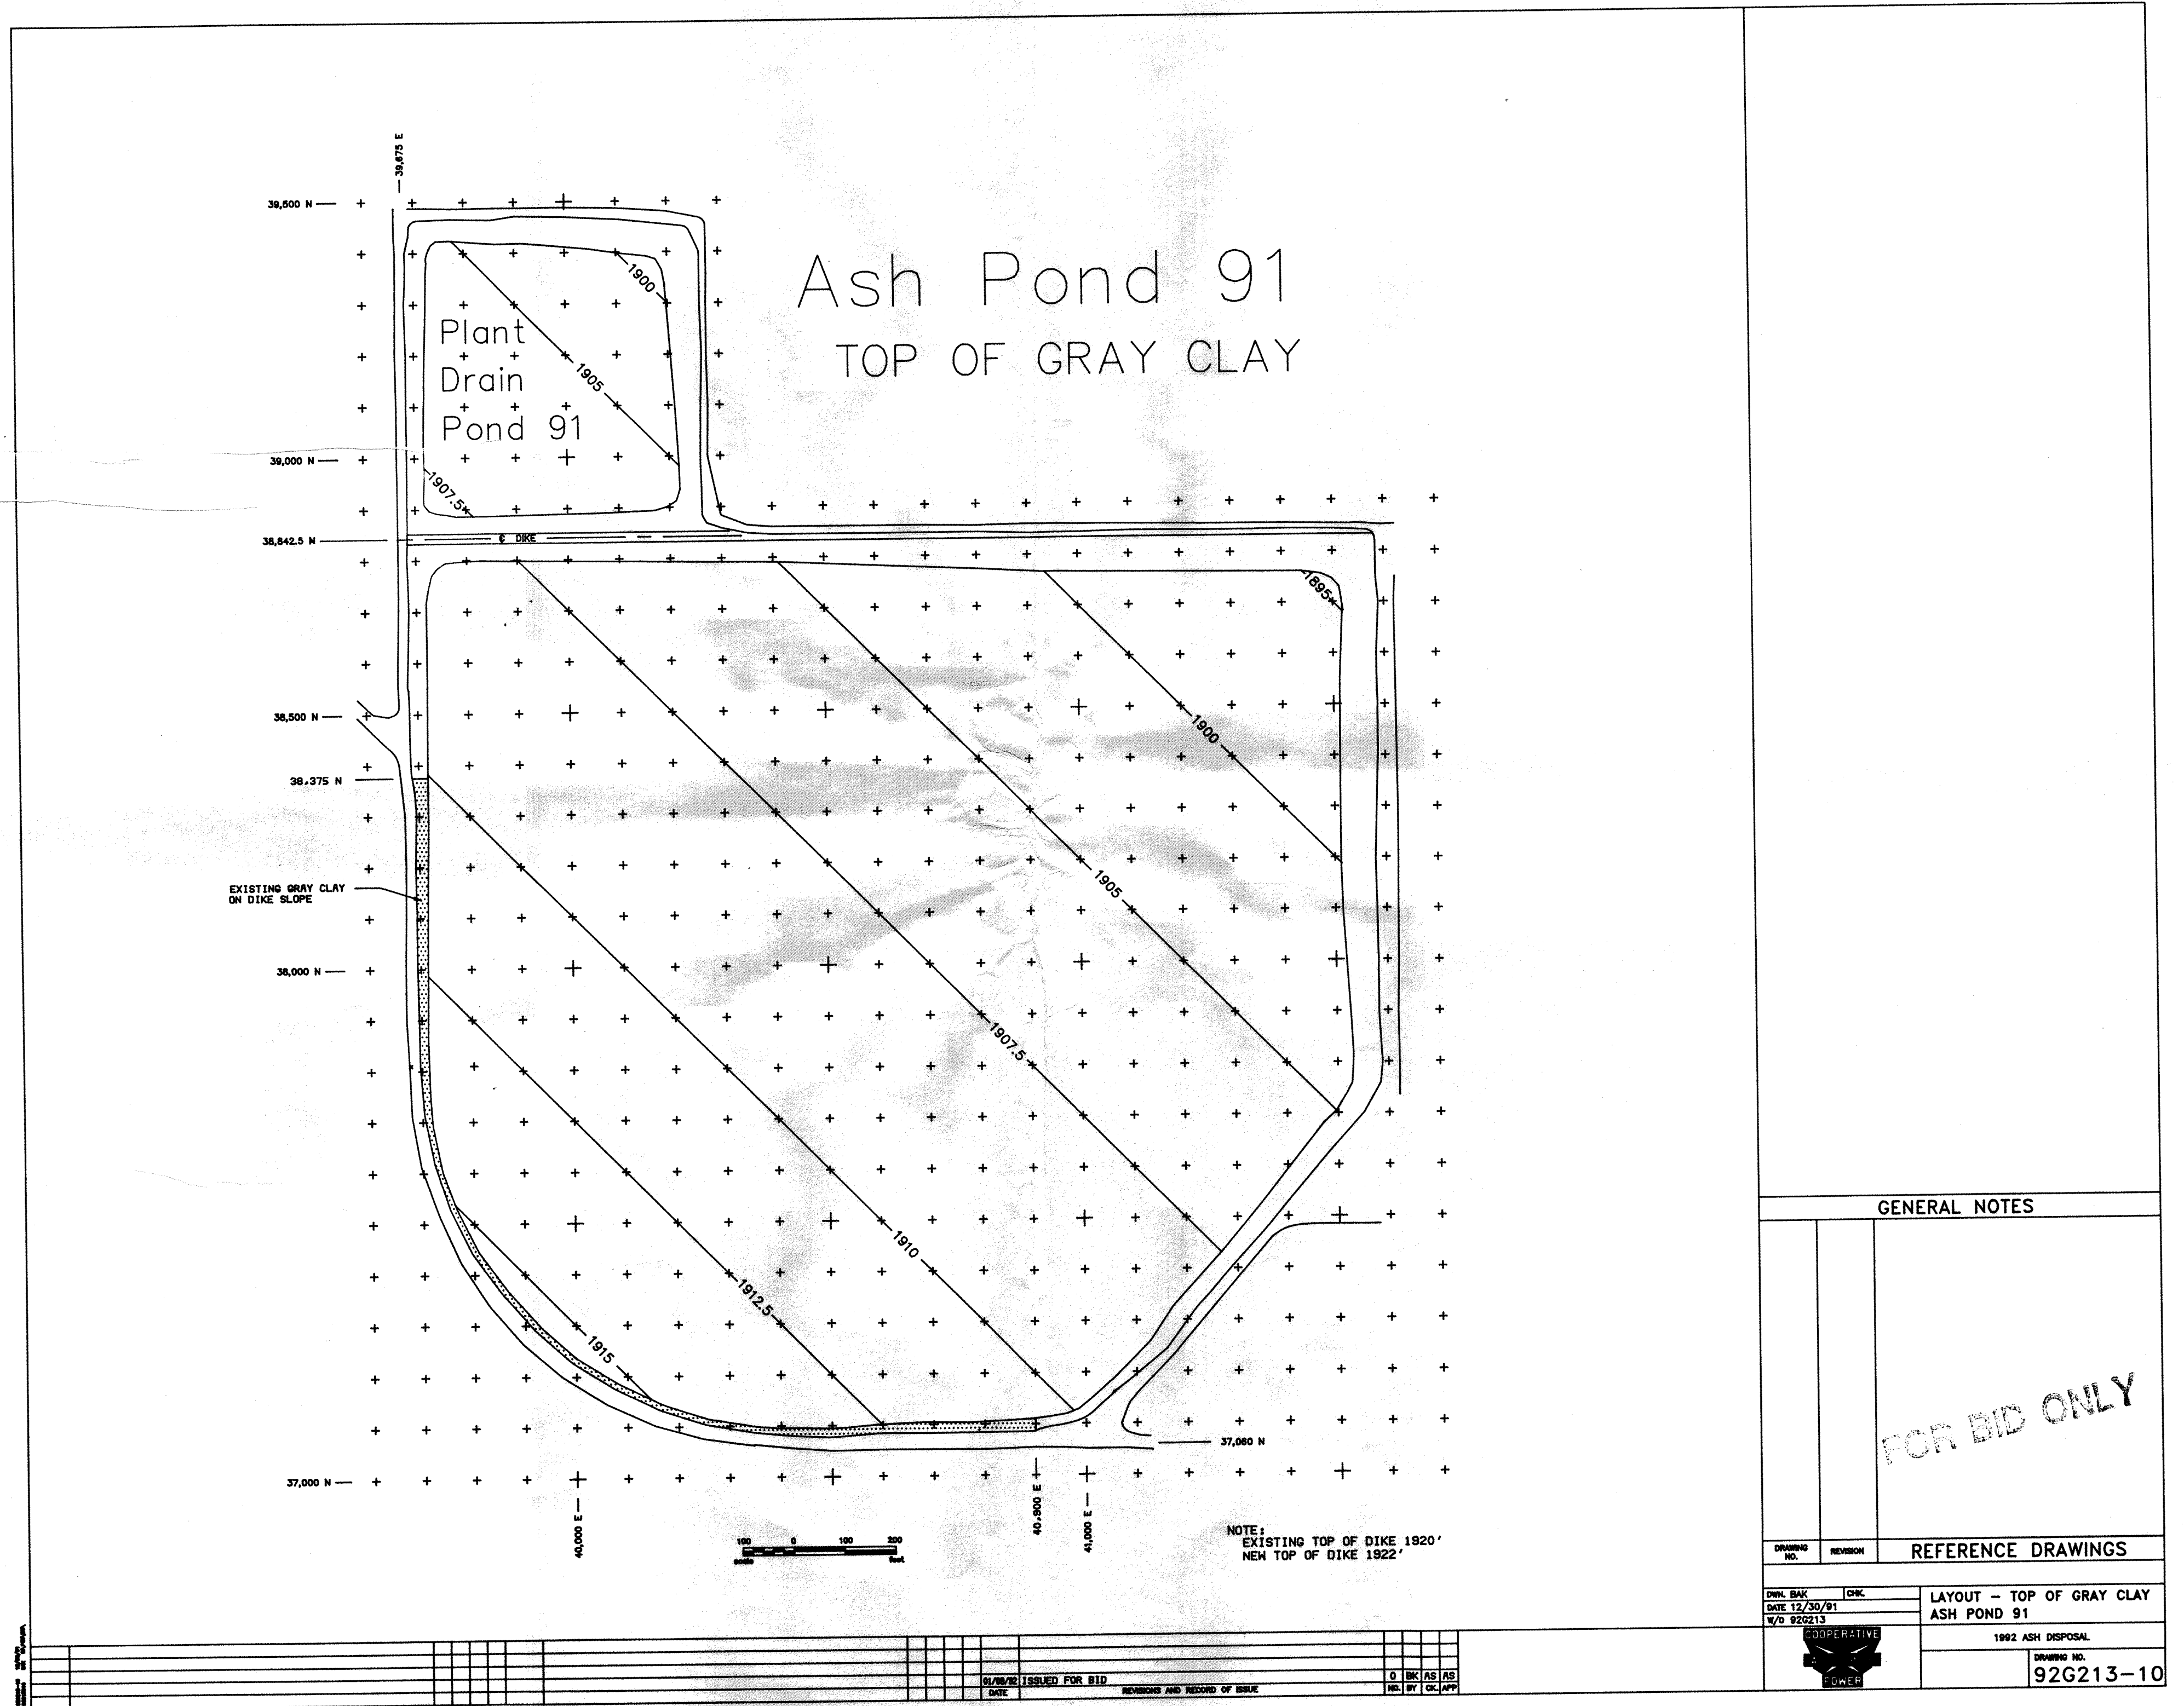 39,675 E
39,500 N
Ash Pond 91
TOP OF GRAY CLAY
1900
Plant
Drain
Pond 91
1905
39,000 N
1907.5
38,842.5 N
℄ DIKE
1895
38,500 N
1900
38,375 N
1905
EXISTING GRAY CLAY
ON DIKE SLOPE
38,000 N
1907.5
1910
1912.5
1915
37,060 N
37,000 N
40,000 E
40,900 E
41,000 E
100 0 100 200
scale feet
NOTE:
EXISTING TOP OF DIKE 1920'
NEW TOP OF DIKE 1922'
GENERAL NOTES
FOR BID ONLY
DRAWING NO.
REVISION
REFERENCE DRAWINGS
DWN. BAK
CHK.
DATE 12/30/91
W/O 92G213
LAYOUT - TOP OF GRAY CLAY
ASH POND 91
1992 ASH DISPOSAL
COOPERATIVE
POWER
DRAWING NO.
92G213-10
ISSUED FOR BID
0 BK AS AS
DATE
REVISIONS AND RECORD OF ISSUE
NO. BY CK. APP